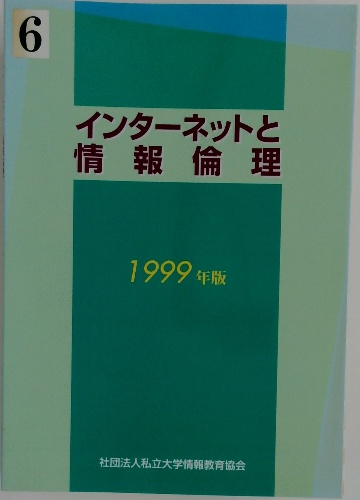 6
インターネットと
情報倫理
1999年版
社団法人私立大学情報教育協会